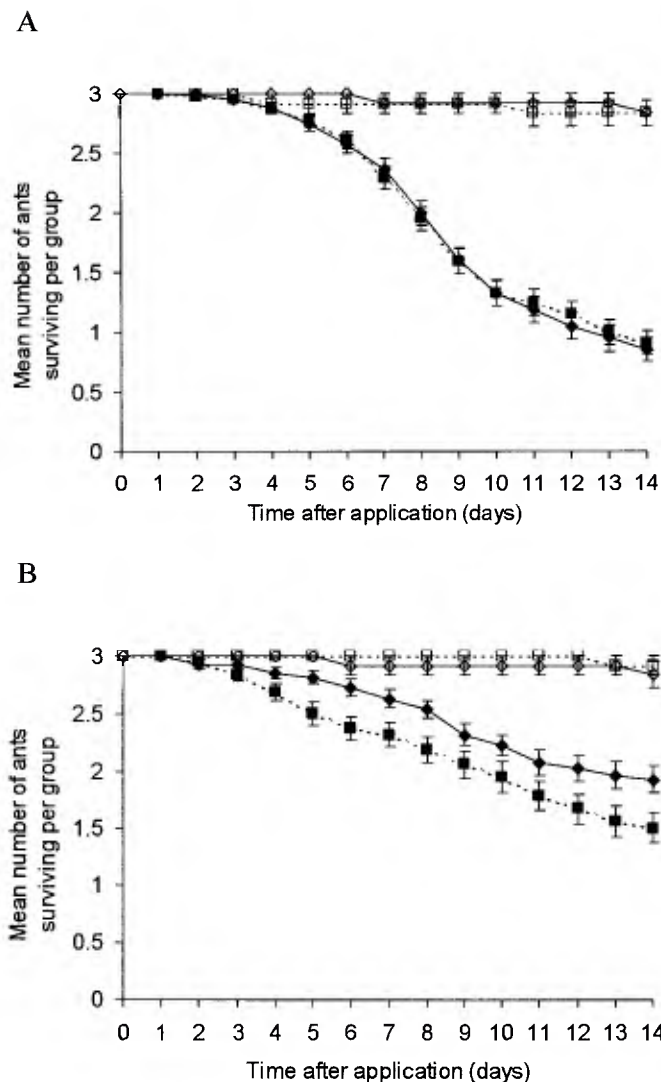 A
Mean number of ants
surviving per group
3
2.5
2
1.5
1
0.5
0
0 1 2 3 4 5 6 7 8 9 10 11 12 13 14
Time after application (days)
B
Mean number of ants
surviving per group
3
2.5
2
1.5
1
0.5
0
0 1 2 3 4 5 6 7 8 9 10 11 12 13 14
Time after application (days)